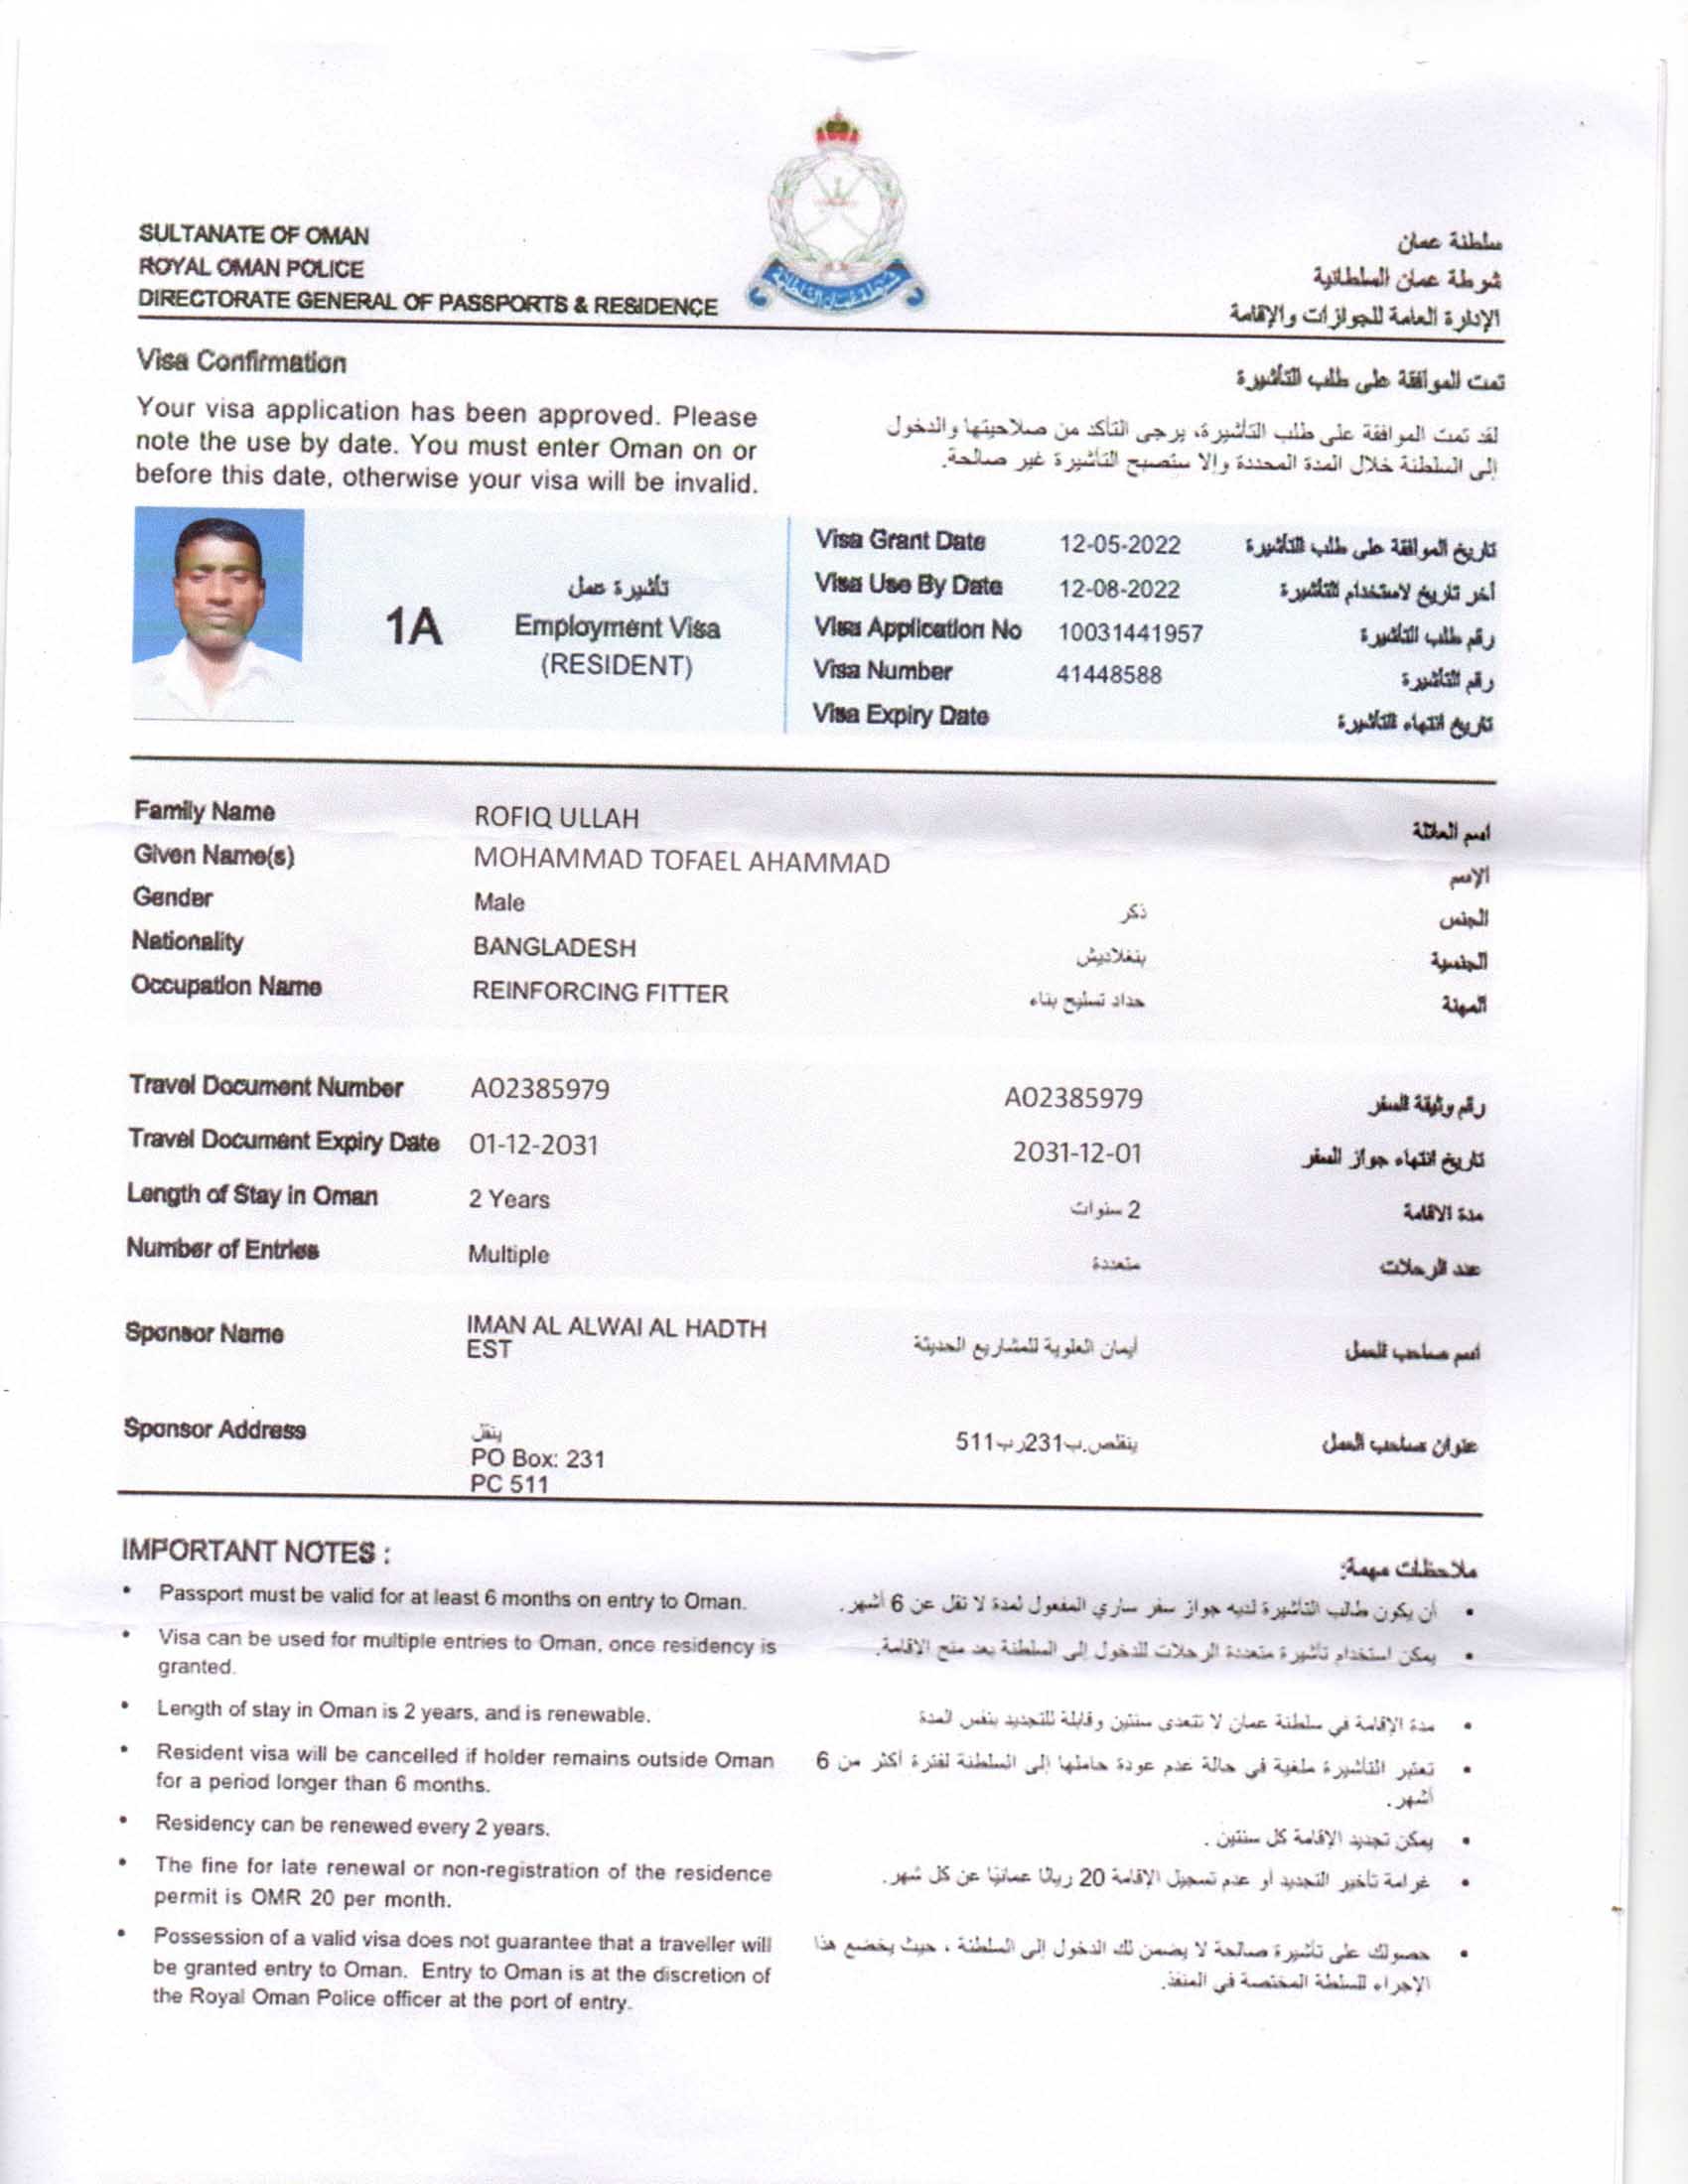 شرطة عمان السلطانية
SULTANATE OF OMAN
ROYAL OMAN POLICE
DIRECTORATE GENERAL OF PASSPORTS & RESIDENCE
سلطنة عمان
شرطة عمان السلطانية
الإدارة العامة للجوازات والإقامة
Visa Confirmation
تمت الموافقة على طلب التأشيرة
Your visa application has been approved. Please
note the use by date. You must enter Oman on or
before this date, otherwise your visa will be invalid.
لقد تمت الموافقة على طلب التأشيرة، يرجى التأكد من صلاحيتها والدخول
إلى السلطنة خلال المدة المحددة وإلا ستصبح التأشيرة غير صالحة.
1A
تأشيرة عمل
Employment Visa
(RESIDENT)
Visa Grant Date 12-05-2022 تاريخ الموافقة على طلب التأشيرة
Visa Use By Date 12-08-2022 أخر تاريخ لاستخدام التأشيرة
Visa Application No 10031441957 رقم طلب التأشيرة
Visa Number 41448588 رقم التأشيرة
Visa Expiry Date تاريخ انتهاء التأشيرة
Family Name ROFIQ ULLAH اسم العائلة
Given Name(s) MOHAMMAD TOFAEL AHAMMAD الإسم
Gender Male ذكر الجنس
Nationality BANGLADESH بنغلاديش الجنسية
Occupation Name REINFORCING FITTER حداد تسليح بناء المهنة
Travel Document Number A02385979 A02385979 رقم وثيقة السفر
Travel Document Expiry Date 01-12-2031 2031-12-01 تاريخ انتهاء جواز السفر
Length of Stay in Oman 2 Years 2 سنوات مدة الاقامة
Number of Entries Multiple متعددة عدد الرحلات
Sponsor Name IMAN AL ALWAI AL HADTH
EST
أيمان العلوية للمشاريع الحديثة اسم صاحب العمل
Sponsor Address ينقل
PO Box: 231
PC 511
ينقلص.ب231رب511 عنوان صاحب العمل
IMPORTANT NOTES :
• Passport must be valid for at least 6 months on entry to Oman.
• Visa can be used for multiple entries to Oman, once residency is
granted.
• Length of stay in Oman is 2 years, and is renewable.
• Resident visa will be cancelled if holder remains outside Oman
for a period longer than 6 months.
• Residency can be renewed every 2 years.
• The fine for late renewal or non-registration of the residence
permit is OMR 20 per month.
• Possession of a valid visa does not guarantee that a traveller will
be granted entry to Oman. Entry to Oman is at the discretion of
the Royal Oman Police officer at the port of entry.
ملاحظات مهمة:
• أن يكون طالب التأشيرة لديه جواز سفر ساري المفعول لمدة لا تقل عن 6 أشهر.
• يمكن استخدام تأشيرة متعددة الرحلات للدخول إلى السلطنة بعد منح الاقامة.
• مدة الإقامة في سلطنة عمان لا تتعدى سنتين وقابلة للتجديد بنفس المدة
• تعتبر التأشيرة ملغية في حالة عدم عودة حاملها إلى السلطنة لفترة أكثر من 6
أشهر.
• يمكن تجديد الإقامة كل سنتين .
• غرامة تأخير التجديد أو عدم تسجيل الإقامة 20 ريالا عمانيا عن كل شهر.
• حصولك على تأشيرة صالحة لا يضمن لك الدخول إلى السلطنة ، حيث يخضع هذا
الإجراء للسلطة المختصة في المنفذ.